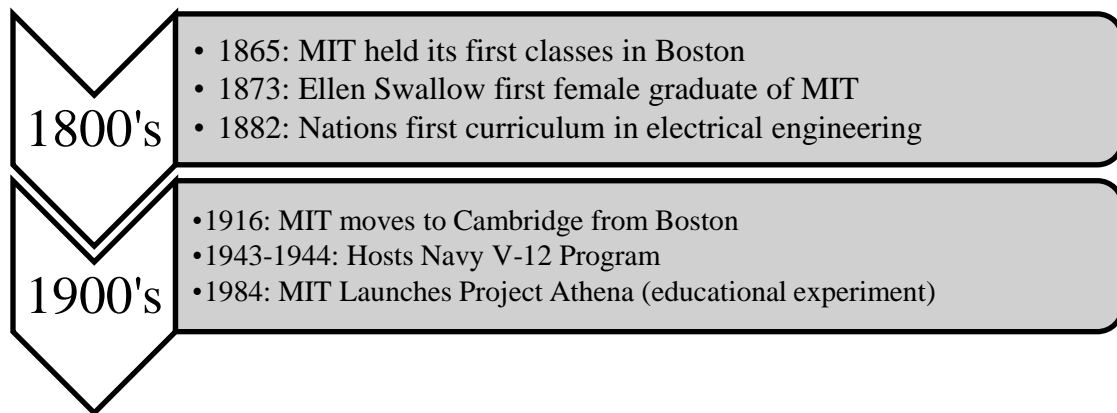 1800's
• 1865: MIT held its first classes in Boston
• 1873: Ellen Swallow first female graduate of MIT
• 1882: Nations first curriculum in electrical engineering
1900's
•1916: MIT moves to Cambridge from Boston
•1943-1944: Hosts Navy V-12 Program
•1984: MIT Launches Project Athena (educational experiment)